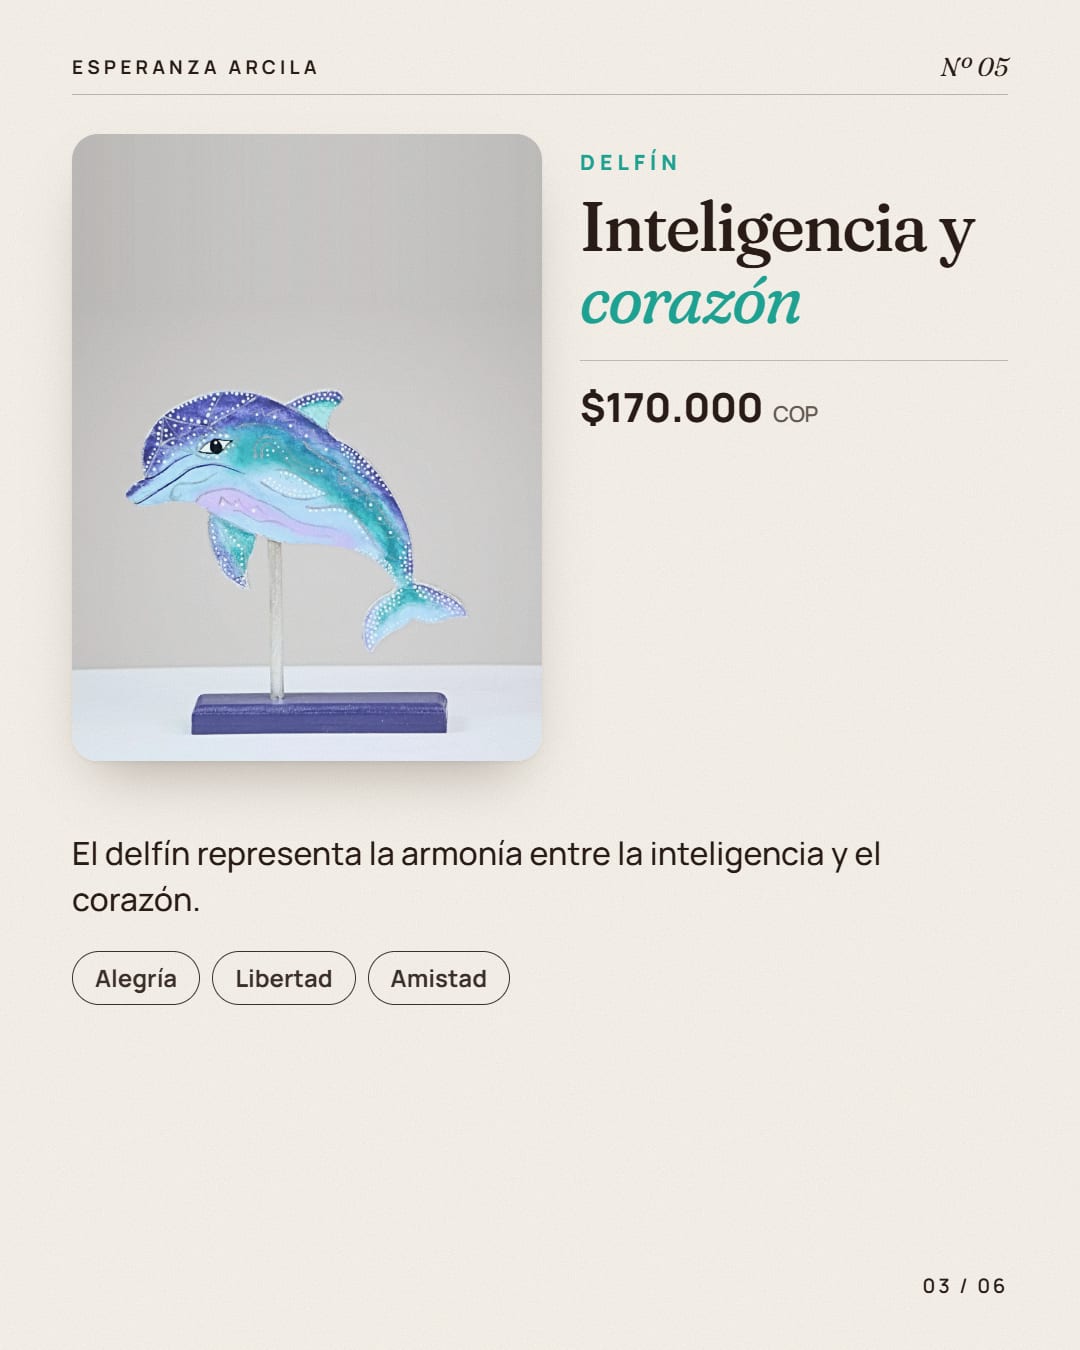 ESPERANZA ARCILA
Nº 05
DELFÍN
Inteligencia y
corazón
$170.000 COP
El delfín representa la armonía entre la inteligencia y el
corazón.
Alegría
Libertad
Amistad
03 / 06